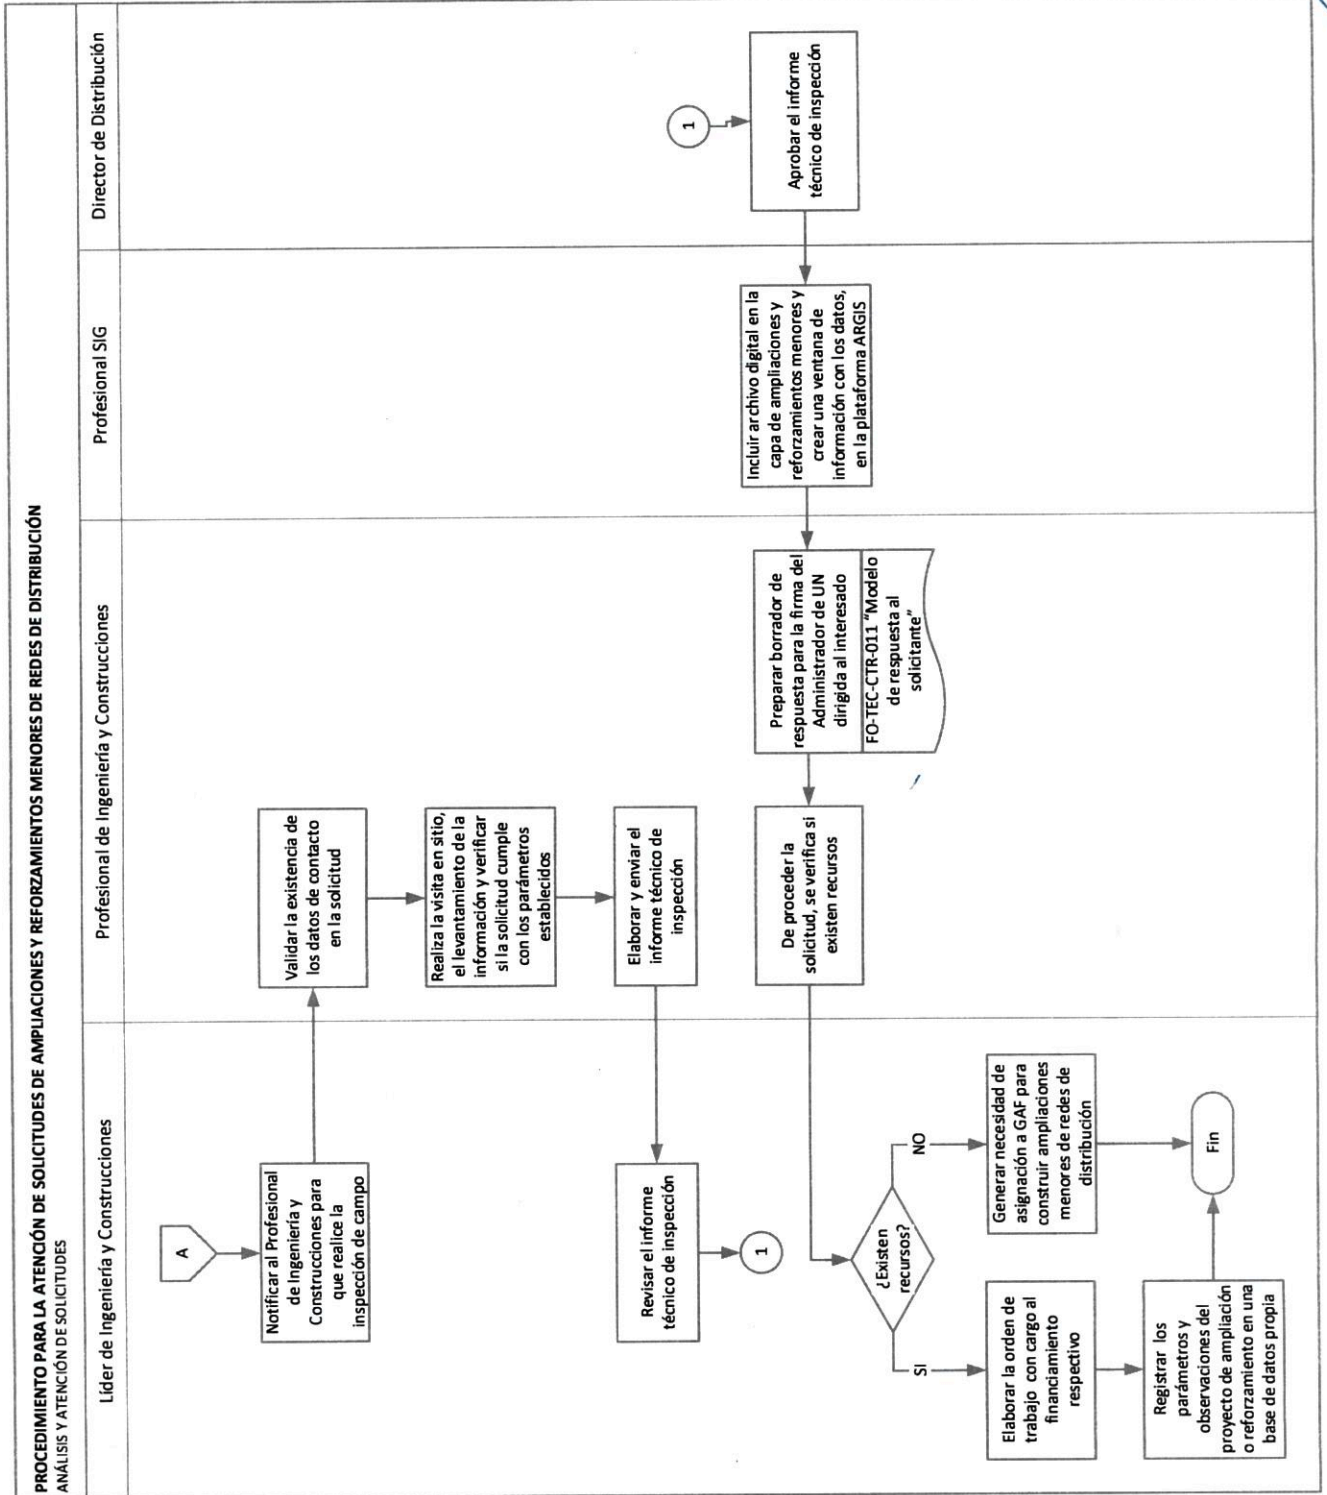 PROCEDIMIENTO PARA LA ATENCIÓN DE SOLICITUDES DE AMPLIACIONES Y REFORZAMIENTOS MENORES DE REDES DE DISTRIBUCIÓN
ANÁLISIS Y ATENCIÓN DE SOLICITUDES
Líder de Ingeniería y Construcciones
Profesional de Ingeniería y Construcciones
Profesional SIG
Director de Distribución
A
Notificar al Profesional
de Ingeniería y
Construcciones para
que realice la
inspección de campo
Validar la existencia de
los datos de contacto
en la solicitud
Realiza la visita en sitio,
el levantamiento de la
información y verificar
si la solicitud cumple
con los parámetros
establecidos
Elaborar y enviar el
informe técnico de
inspección
Revisar el informe
técnico de inspección
1
1
Aprobar el informe
técnico de inspección
Incluir archivo digital en la
capa de ampliaciones y
reforzamientos menores y
crear una ventana de
información con los datos,
en la plataforma ARGIS
Preparar borrador de
respuesta para la firma del
Administrador de UN
dirigida al interesado
FO-TEC-CTR-011 “Modelo
de respuesta al
solicitante”
De proceder la
solicitud, se verifica si
existen recursos
¿Existen
recursos?
SI
NO
Elaborar la orden de
trabajo con cargo al
financiamiento
respectivo
Generar necesidad de
asignación a GAF para
construir ampliaciones
menores de redes de
distribución
Registrar los
parámetros y
observaciones del
proyecto de ampliación
o reforzamiento en una
base de datos propia
Fin